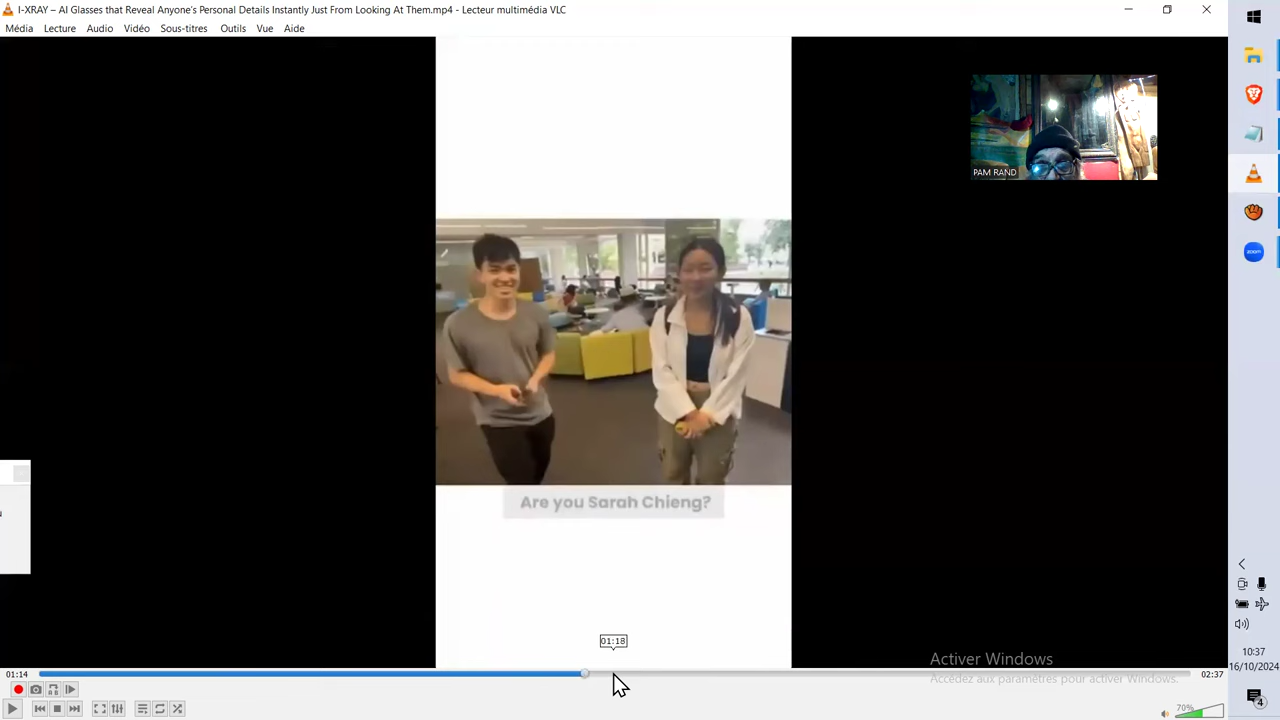 I-XRAY – AI Glasses that Reveal Anyone's Personal Details Instantly Just From Looking At Them.mp4 - Lecteur multimédia VLC
Média Lecture Audio Vidéo Sous-titres Outils Vue Aide
PAM RAND
Are you Sarah Chieng?
01:18
01:14
02:37
Activer Windows
Accédez aux paramètres pour activer Windows.
70%
zoom
10:37
16/10/2024
4